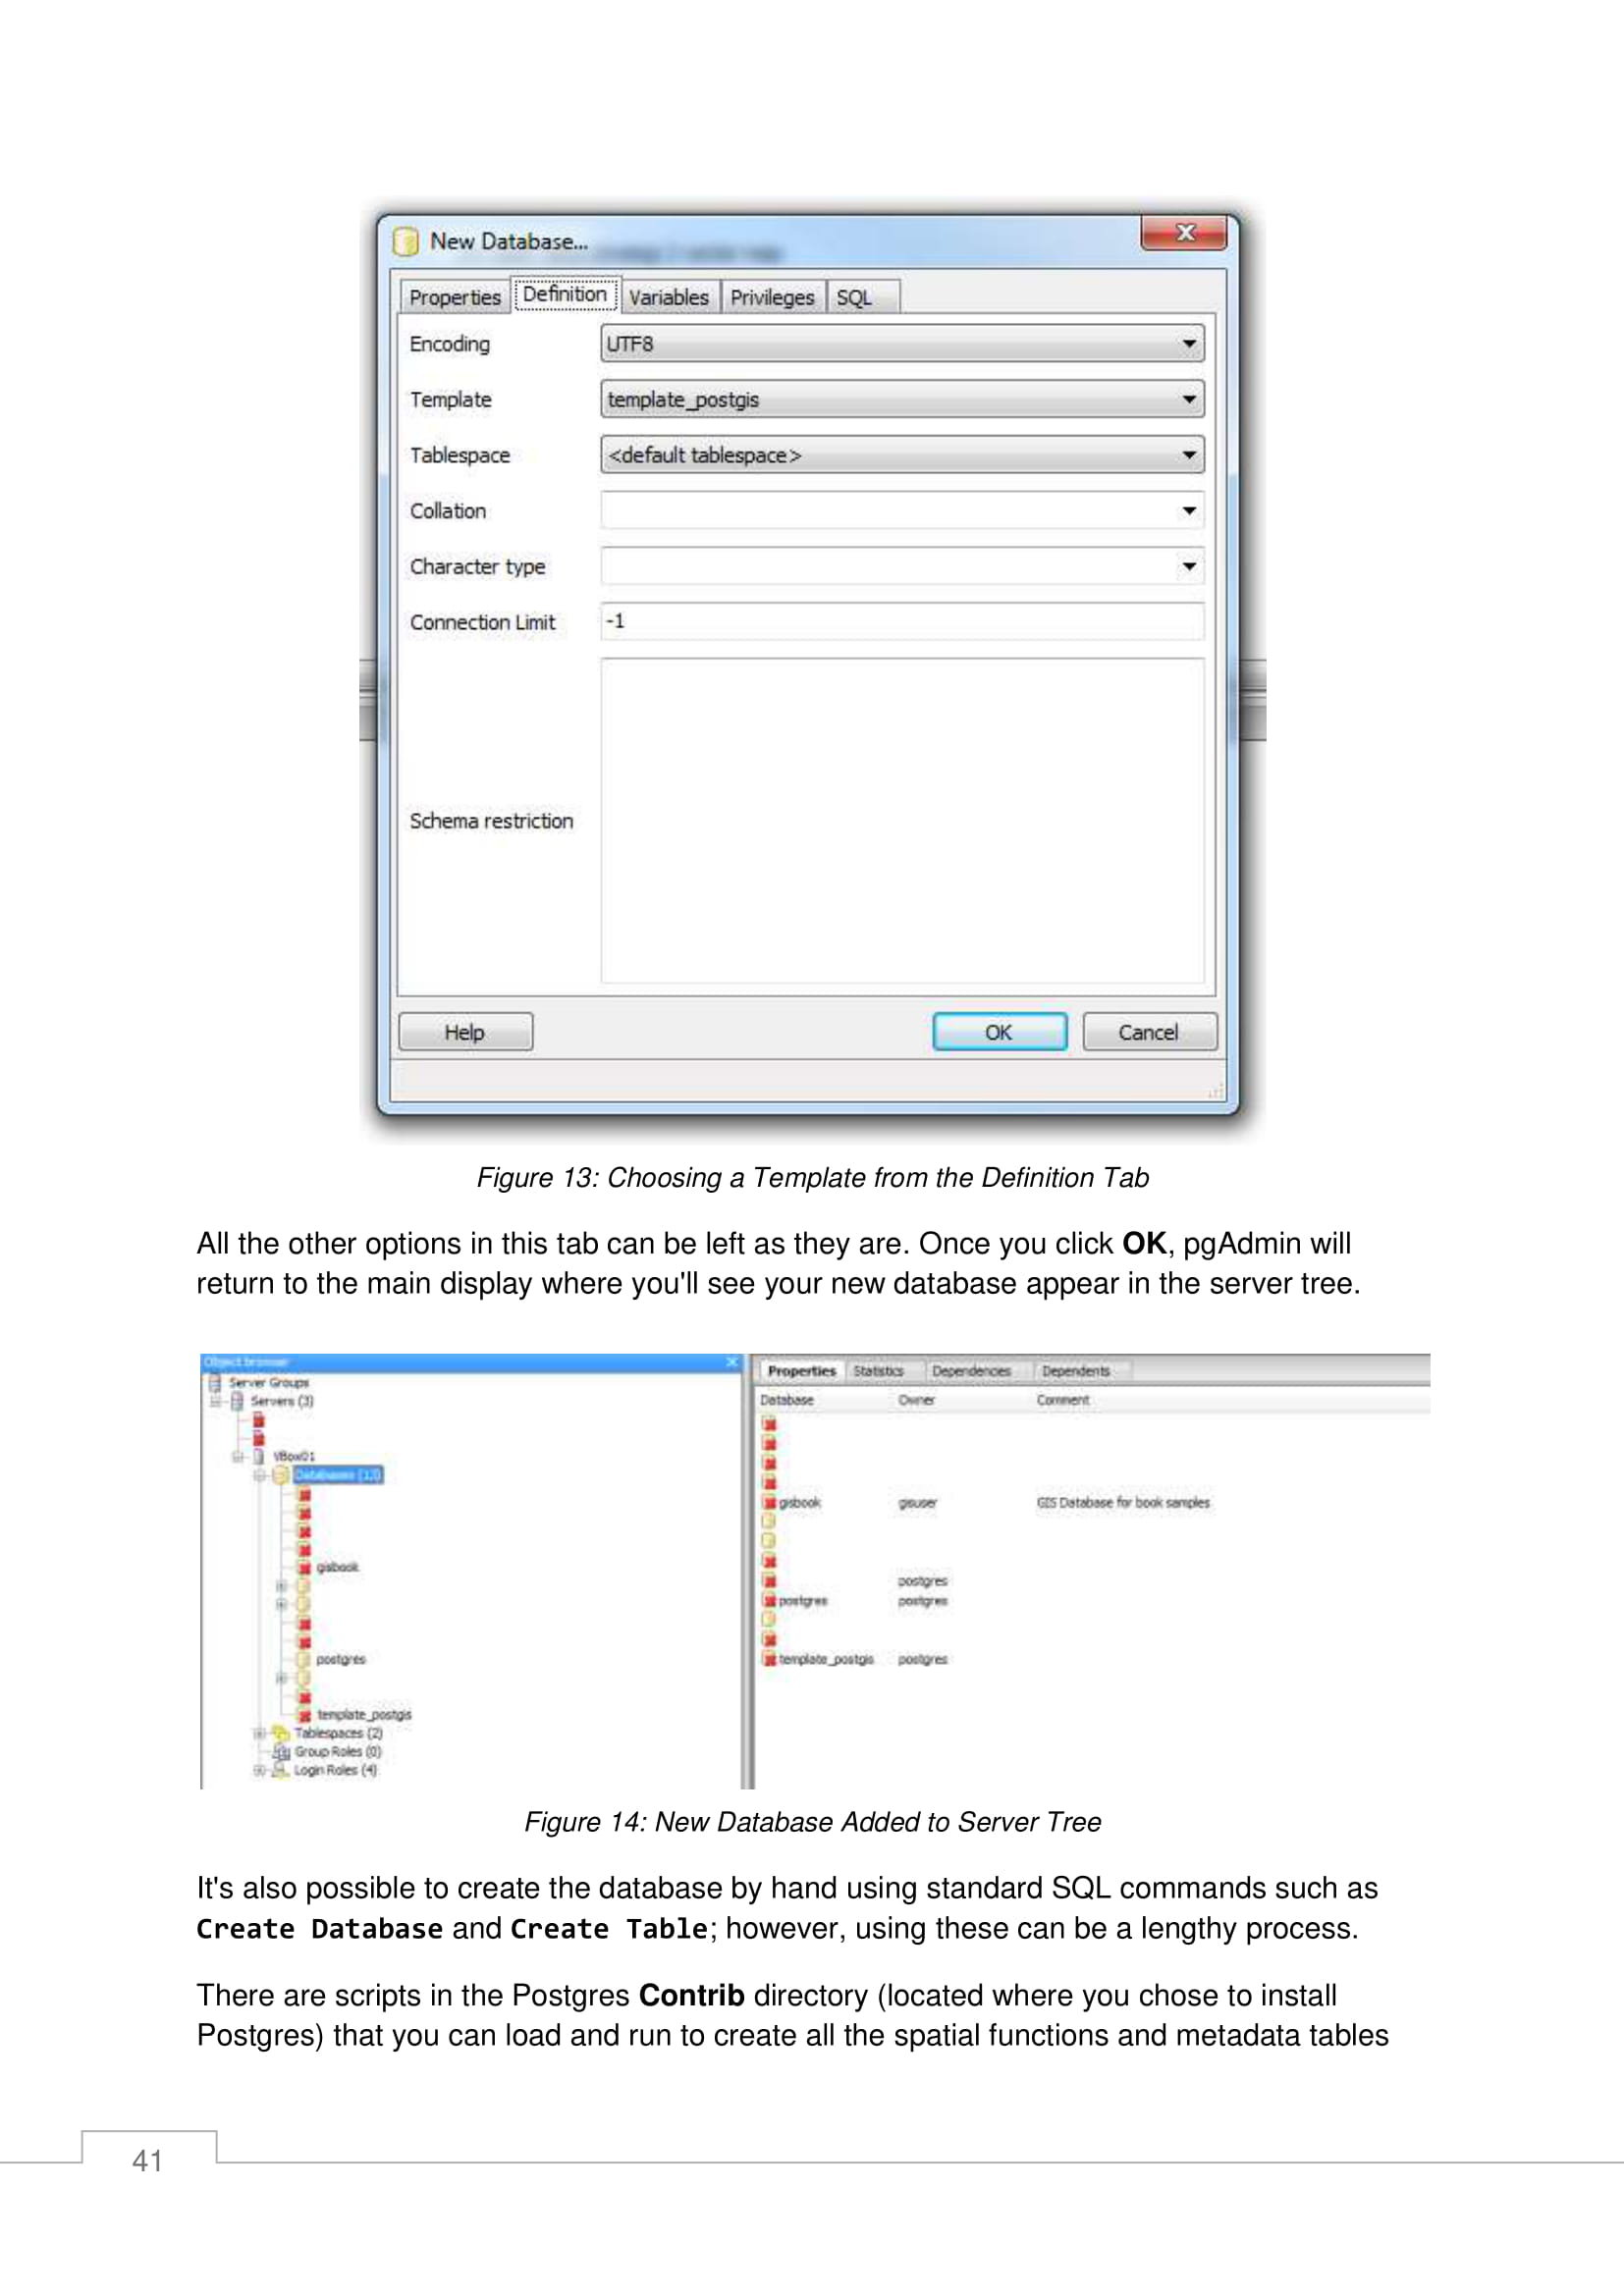 New Database...
Properties Definition Variables Privileges SQL
Encoding UTF8
Template template_postgis
Tablespace <default tablespace>
Collation
Character type
Connection Limit -1
Schema restriction
Help OK Cancel
Figure 13: Choosing a Template from the Definition Tab
All the other options in this tab can be left as they are. Once you click OK, pgAdmin will
return to the main display where you'll see your new database appear in the server tree.
Object browser
Server Groups
Servers (3)
VBox01
Databases (13)
gisbook
postgres
template_postgis
Tablespaces (2)
Group Roles (0)
Login Roles (4)
Properties Statistics Dependencies Dependents
Database Owner Comment
gisbook gisuser GIS Database for book samples
postgres
postgres postgres
template_postgis postgres
Figure 14: New Database Added to Server Tree
It's also possible to create the database by hand using standard SQL commands such as
Create Database and Create Table; however, using these can be a lengthy process.
There are scripts in the Postgres Contrib directory (located where you chose to install
Postgres) that you can load and run to create all the spatial functions and metadata tables
41